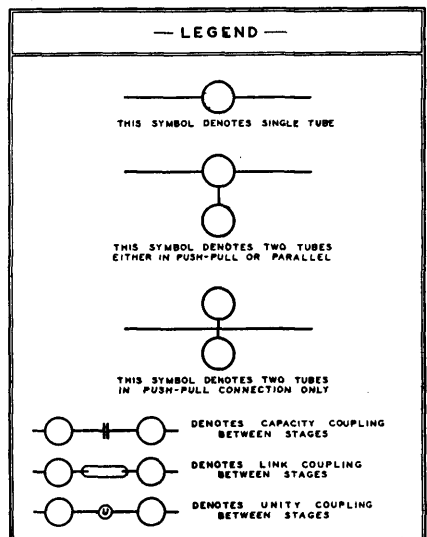 — LEGEND —
THIS SYMBOL DENOTES SINGLE TUBE
THIS SYMBOL DENOTES TWO TUBES
EITHER IN PUSH-PULL OR PARALLEL
THIS SYMBOL DENOTES TWO TUBES
IN PUSH-PULL CONNECTION ONLY
DENOTES CAPACITY COUPLING
BETWEEN STAGES
DENOTES LINK COUPLING
BETWEEN STAGES
U
DENOTES UNITY COUPLING
BETWEEN STAGES